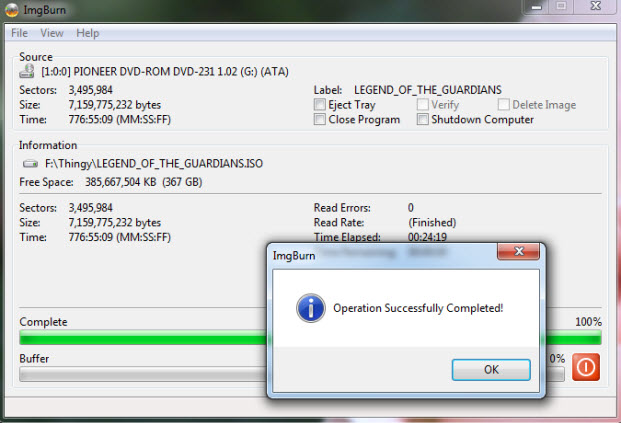 ImgBurn
File View Help
Source
[1:0:0] PIONEER DVD-ROM DVD-231 1.02 (G:) (ATA)
Sectors: 3,495,984 Label: LEGEND_OF_THE_GUARDIANS
Size: 7,159,775,232 bytes Eject Tray Verify Delete Image
Time: 776:55:09 (MM:SS:FF) Close Program Shutdown Computer
Information
F:\Thingy\LEGEND_OF_THE_GUARDIANS.ISO
Free Space: 385,667,504 KB (367 GB)
Sectors: 3,495,984 Read Errors: 0
Size: 7,159,775,232 bytes Read Rate: (Finished)
Time: 776:55:09 (MM:SS:FF) Time Elapsed: 00:24:19
ImgBurn
Operation Successfully Completed!
OK
Complete 100%
Buffer 0%